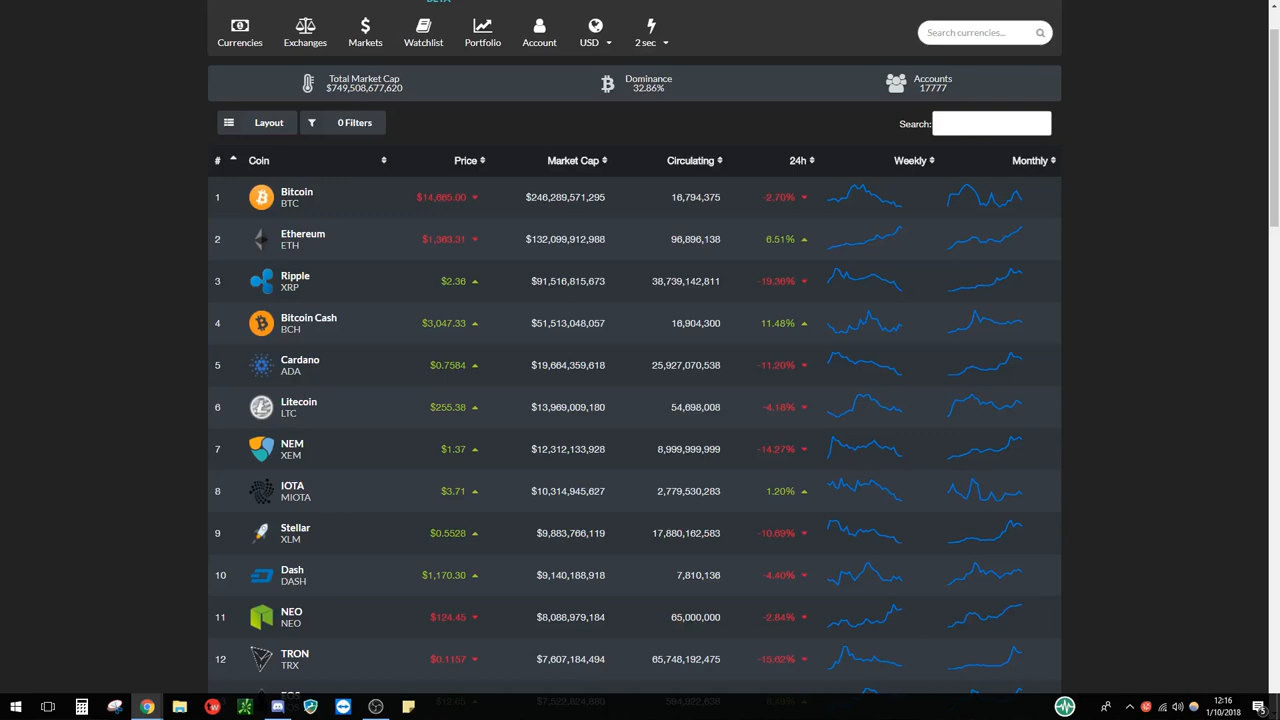 BETA
Currencies
Markets
Watchlist
Portfolio
Account
USD
2 sec
Search currencies...
Total Market Cap
$749,508,677,620
Dominance
32.86%
Accounts
17777
Layout
0 Filters
Search:
# Coin Price Market Cap Circulating 24h Weekly Monthly
1 Bitcoin BTC $14,665.00 $246,289,571,295 16,794,375 -2.70%
2 Ethereum ETH $1,363.31 $132,099,912,988 96,896,138 6.51%
3 Ripple XRP $2.36 $91,516,815,673 38,739,142,811 -19.36%
4 Bitcoin Cash BCH $3,047.33 $51,513,048,057 16,904,300 11.48%
5 Cardano ADA $0.7584 $19,664,359,618 25,927,070,538 -11.20%
6 Litecoin LTC $255.38 $13,969,009,180 54,698,008 -4.18%
7 NEM XEM $1.37 $12,312,133,928 8,999,999,999 -14.27%
8 IOTA MIOTA $3.71 $10,314,945,627 2,779,530,283 1.20%
9 Stellar XLM $0.5528 $9,883,766,119 17,880,162,583 -10.69%
10 Dash DASH $1,170.30 $9,140,188,918 7,810,136 -4.40%
11 NEO NEO $124.45 $8,088,979,184 65,000,000 -2.84%
12 TRON TRX $0.1157 $7,607,184,494 65,748,192,475 -15.62%
12:16
1/10/2018
5